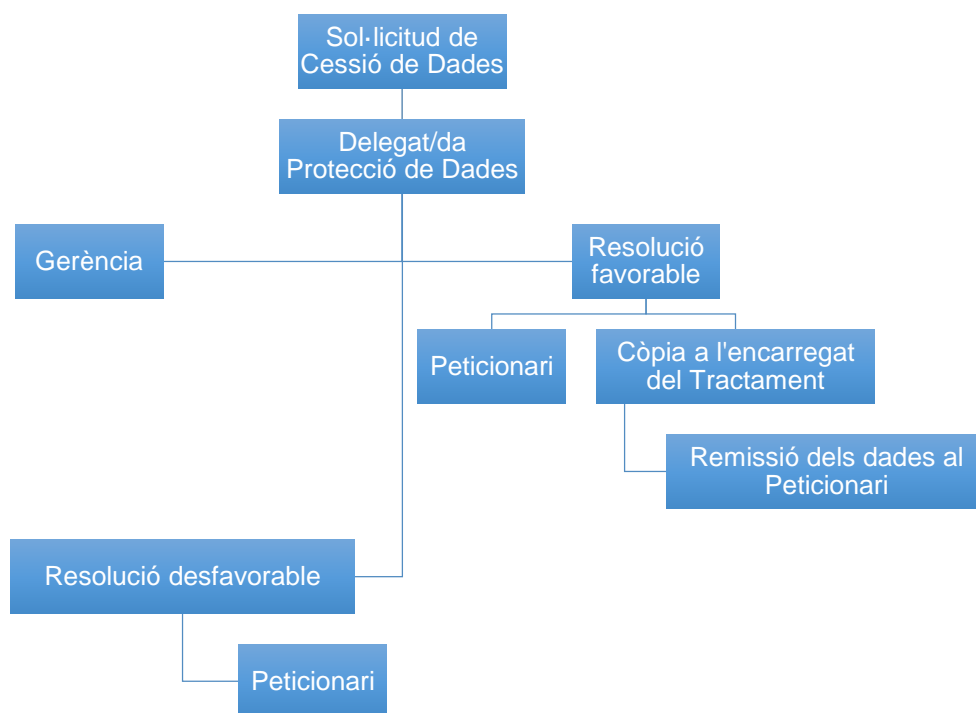 Sol·licitud de
Cessió de Dades
Delegat/da
Protecció de Dades
Gerència
Resolució
favorable
Peticionari
Còpia a l'encarregat
del Tractament
Remissió dels dades al
Peticionari
Resolució desfavorable
Peticionari